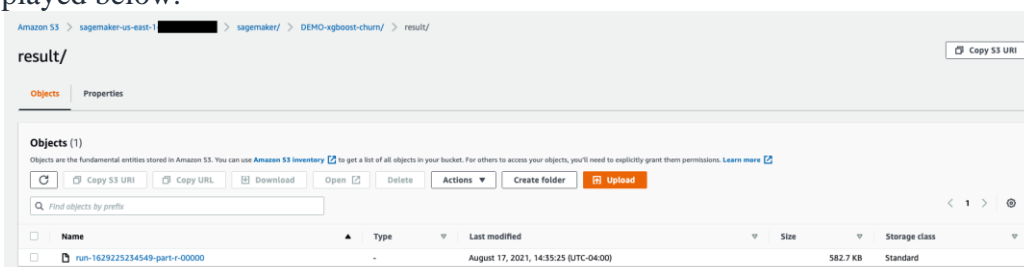 played below.
Amazon S3 > sagemaker-us-east-1- > sagemaker/ > DEMO-xgboost-churn/ > result/
result/
Copy S3 URI
Objects Properties
Objects (1)
Objects are the fundamental entities stored in Amazon S3. You can use Amazon S3 inventory to get a list of all objects in your bucket. For others to access your objects, you'll need to explicitly grant them permissions. Learn more
Copy S3 URI Copy URL Download Open Delete Actions ▼ Create folder Upload
Find objects by prefix
< 1 >
Name ▲ Type ▽ Last modified ▽ Size ▽ Storage class ▽
run-1629225234549-part-r-00000 - August 17, 2021, 14:35:25 (UTC-04:00) 582.7 KB Standard